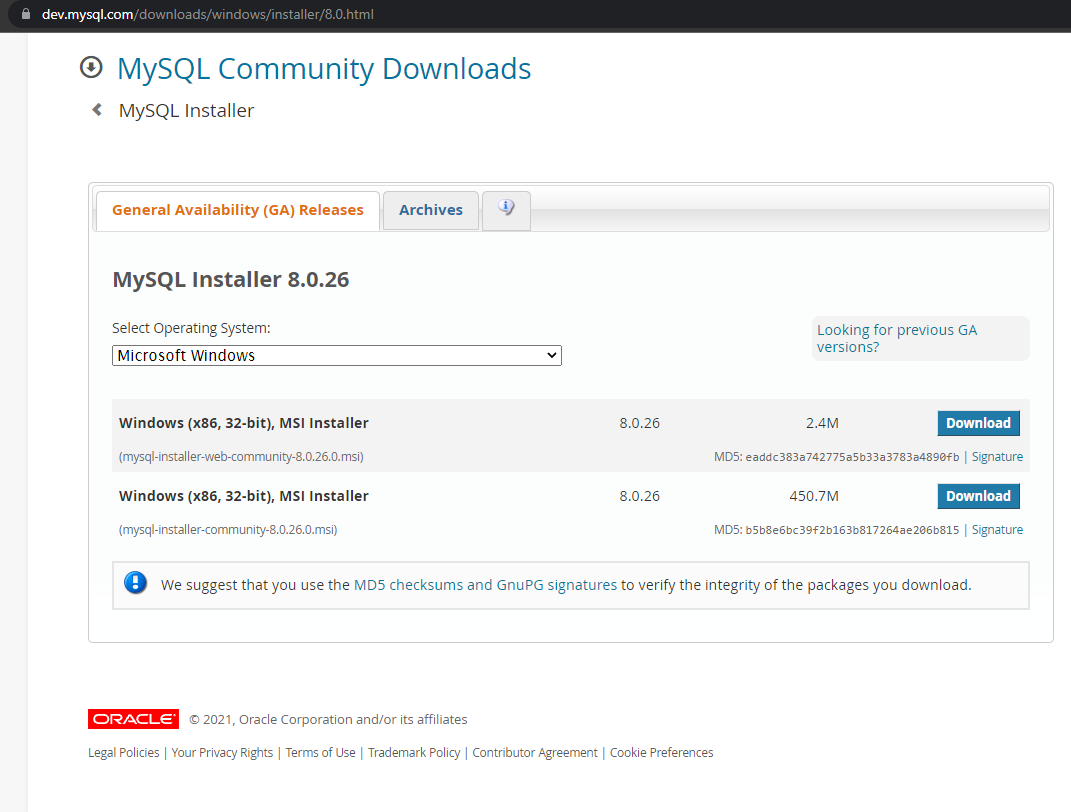 dev.mysql.com/downloads/windows/installer/8.0.html
MySQL Community Downloads
MySQL Installer
General Availability (GA) Releases
Archives
i
MySQL Installer 8.0.26
Select Operating System:
Microsoft Windows
Looking for previous GA
versions?
Windows (x86, 32-bit), MSI Installer 8.0.26 2.4M Download
(mysql-installer-web-community-8.0.26.0.msi) MD5: eaddc383a742775a5b33a3783a4890fb | Signature
Windows (x86, 32-bit), MSI Installer 8.0.26 450.7M Download
(mysql-installer-community-8.0.26.0.msi) MD5: b5b8e6bc39f2b163b817264ae206b815 | Signature
We suggest that you use the MD5 checksums and GnuPG signatures to verify the integrity of the packages you download.
ORACLE © 2021, Oracle Corporation and/or its affiliates
Legal Policies | Your Privacy Rights | Terms of Use | Trademark Policy | Contributor Agreement | Cookie Preferences